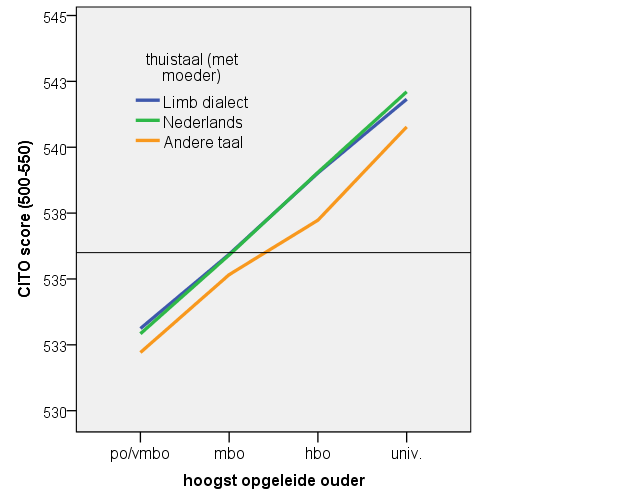 545
543
540
538
535
533
530
CITO score (500-550)
thuistaal (met
moeder)
Limb dialect
Nederlands
Andere taal
po/vmbo mbo hbo univ.
hoogst opgeleide ouder